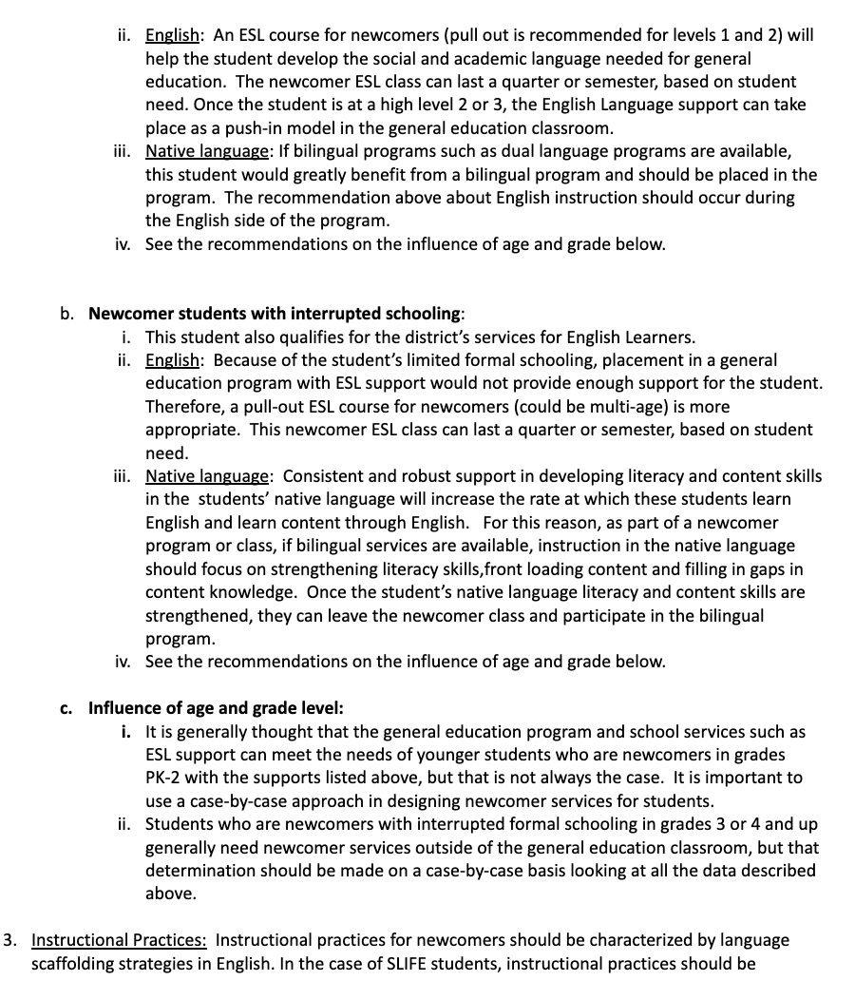 ii. English: An ESL course for newcomers (pull out is recommended for levels 1 and 2) will
help the student develop the social and academic language needed for general
education. The newcomer ESL class can last a quarter or semester, based on student
need. Once the student is at a high level 2 or 3, the English Language support can take
place as a push-in model in the general education classroom.
iii. Native language: If bilingual programs such as dual language programs are available,
this student would greatly benefit from a bilingual program and should be placed in the
program. The recommendation above about English instruction should occur during
the English side of the program.
iv. See the recommendations on the influence of age and grade below.
b. Newcomer students with interrupted schooling:
i. This student also qualifies for the district’s services for English Learners.
ii. English: Because of the student’s limited formal schooling, placement in a general
education program with ESL support would not provide enough support for the student.
Therefore, a pull-out ESL course for newcomers (could be multi-age) is more
appropriate. This newcomer ESL class can last a quarter or semester, based on student
need.
iii. Native language: Consistent and robust support in developing literacy and content skills
in the students’ native language will increase the rate at which these students learn
English and learn content through English. For this reason, as part of a newcomer
program or class, if bilingual services are available, instruction in the native language
should focus on strengthening literacy skills,front loading content and filling in gaps in
content knowledge. Once the student’s native language literacy and content skills are
strengthened, they can leave the newcomer class and participate in the bilingual
program.
iv. See the recommendations on the influence of age and grade below.
c. Influence of age and grade level:
i. It is generally thought that the general education program and school services such as
ESL support can meet the needs of younger students who are newcomers in grades
PK-2 with the supports listed above, but that is not always the case. It is important to
use a case-by-case approach in designing newcomer services for students.
ii. Students who are newcomers with interrupted formal schooling in grades 3 or 4 and up
generally need newcomer services outside of the general education classroom, but that
determination should be made on a case-by-case basis looking at all the data described
above.
3. Instructional Practices: Instructional practices for newcomers should be characterized by language
scaffolding strategies in English. In the case of SLIFE students, instructional practices should be